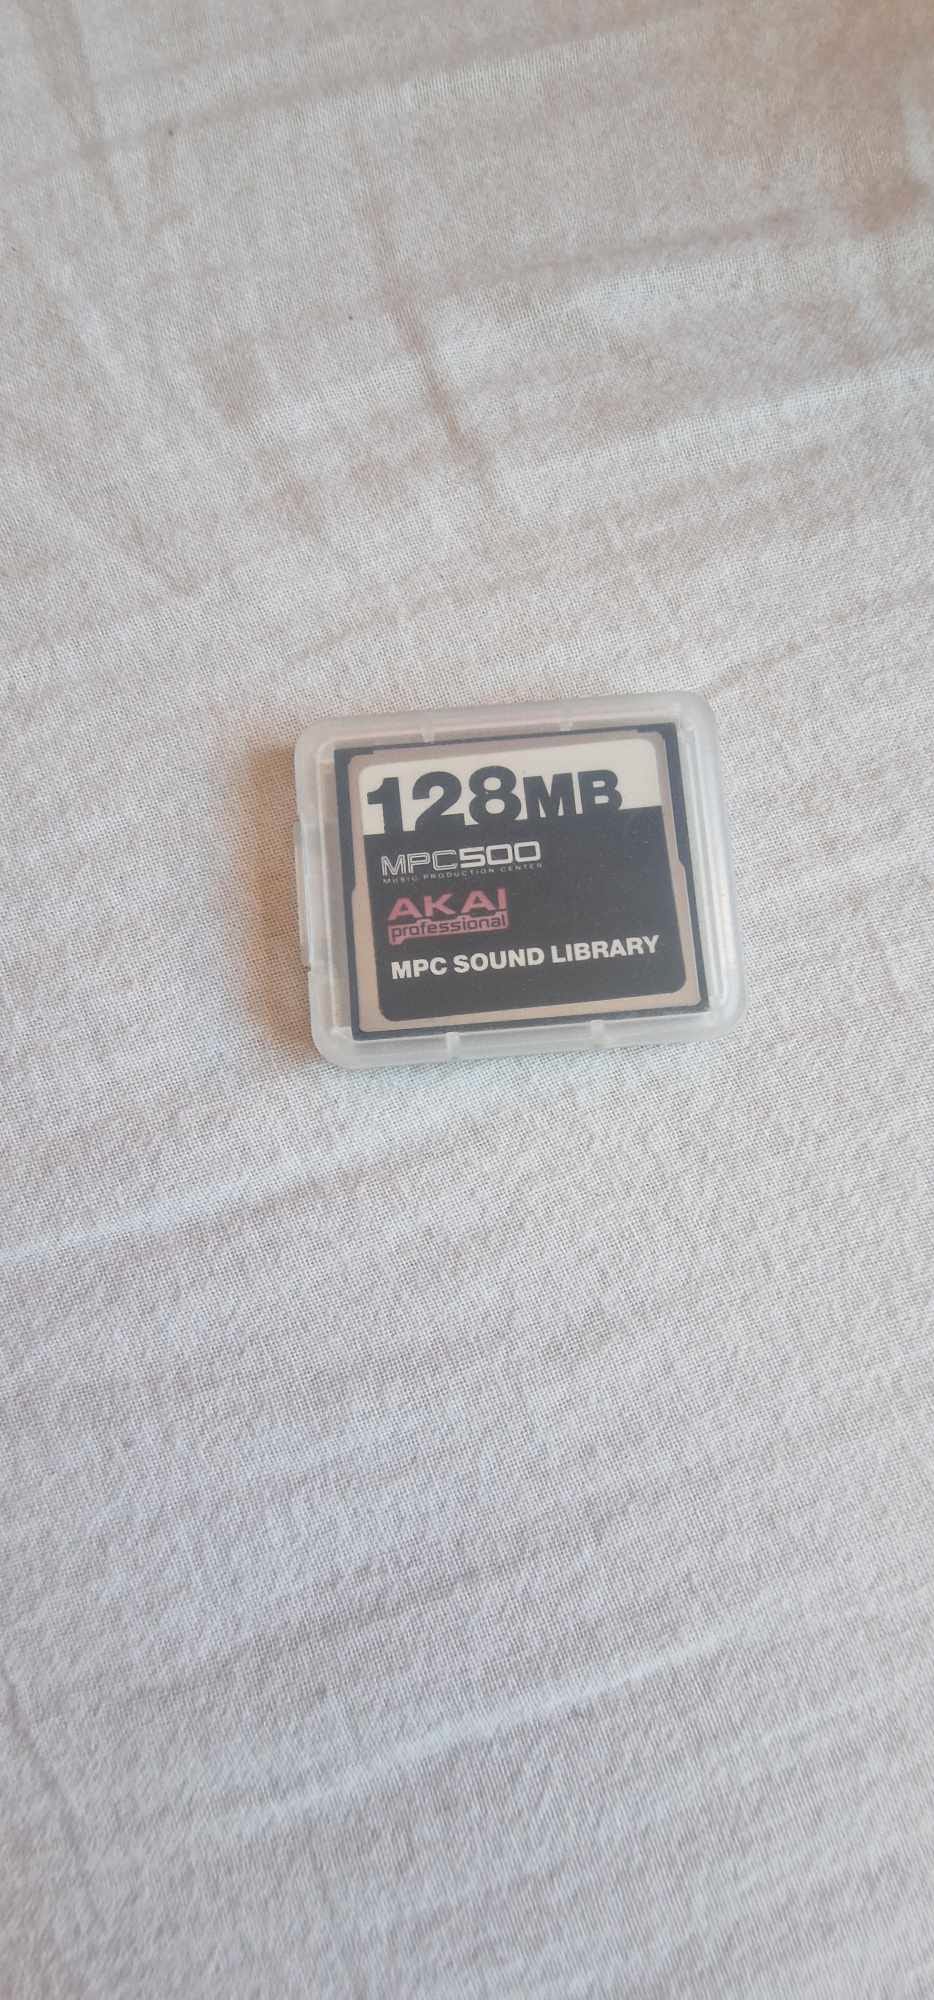 128MB
MPC500
MUSIC PRODUCTION CENTER
AKAI
professional
MPC SOUND LIBRARY